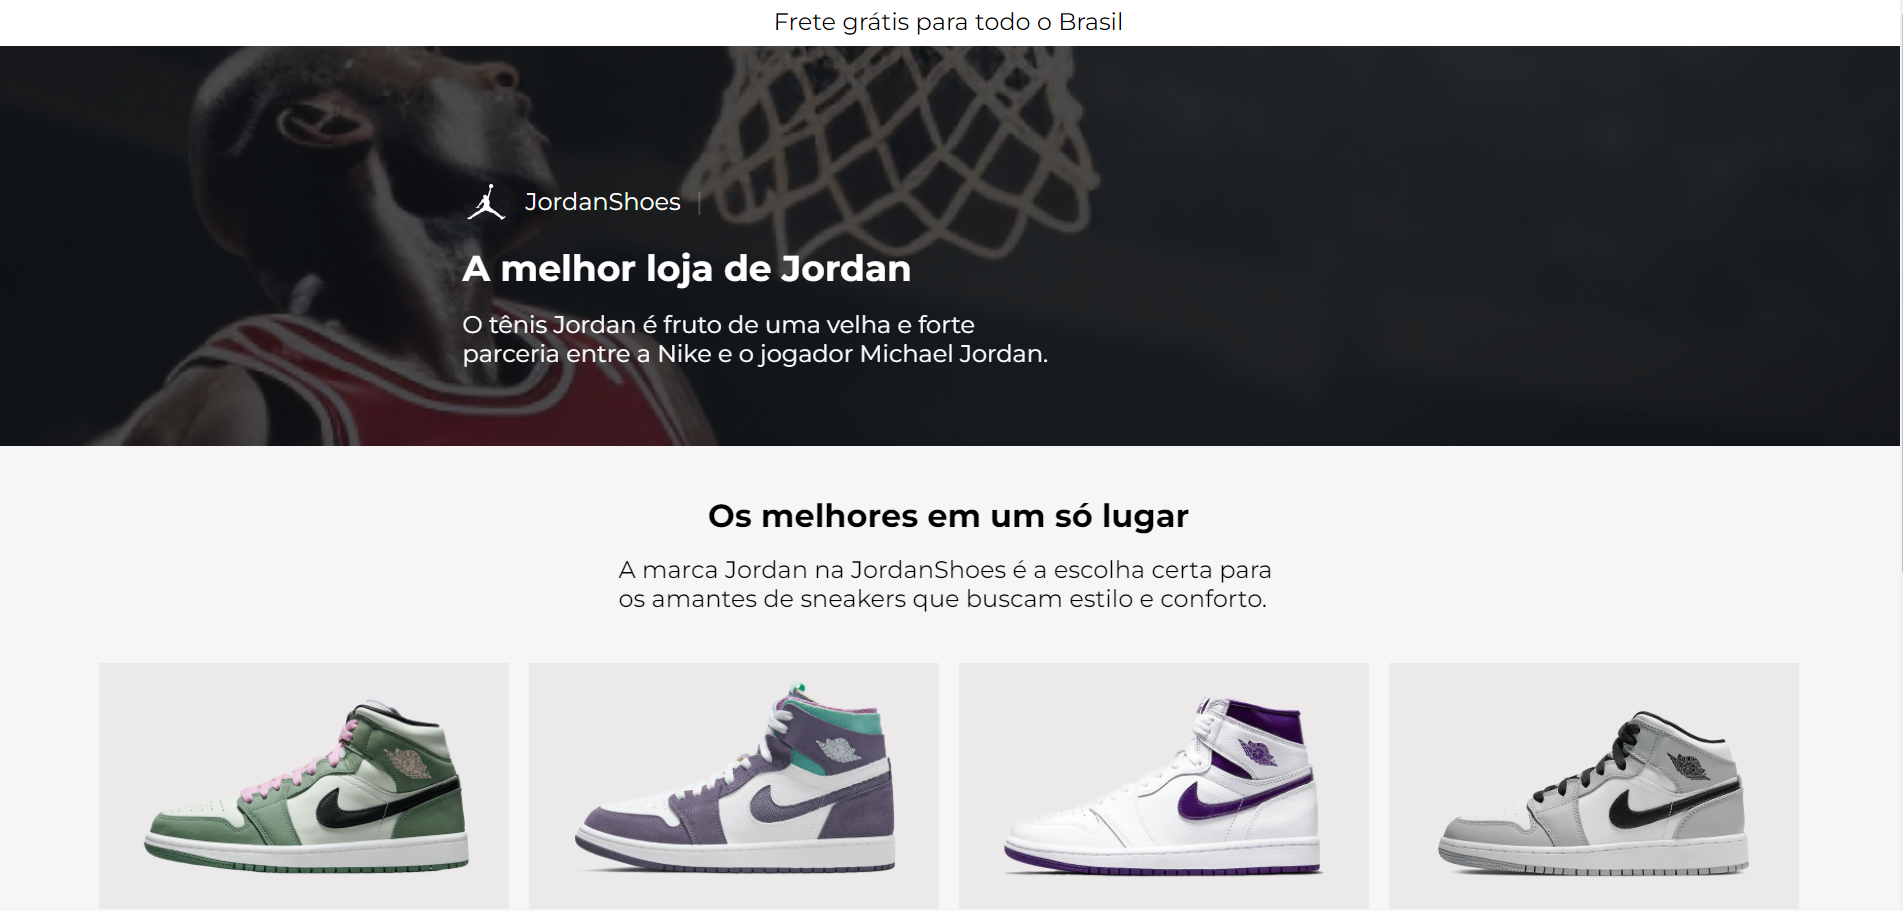 Frete grátis para todo o Brasil
JordanShoes |
A melhor loja de Jordan
O tênis Jordan é fruto de uma velha e forte
parceria entre a Nike e o jogador Michael Jordan.
Os melhores em um só lugar
A marca Jordan na JordanShoes é a escolha certa para
os amantes de sneakers que buscam estilo e conforto.